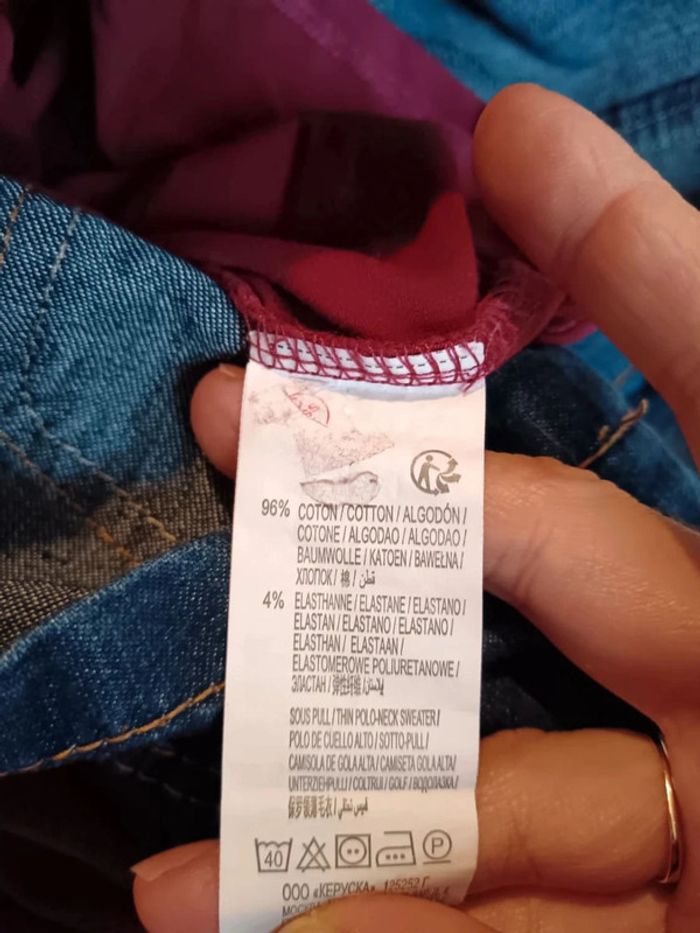 96% COTON / COTTON / ALGODÓN /
COTONE / ALGODAO / ALGODAO /
BAUMWOLLE / KATOEN / BAWEŁNA /
ХЛОПОК / 棉 / قطن
4% ELASTHANNE / ELASTANE / ELASTANO /
ELASTAN / ELASTANO / ELASTANO /
ELASTHAN / ELASTAAN /
ELASTOMEROWE POLIURETANOWE /
ЭЛАСТАН / 弹性纤维 /
SOUS PULL / THIN POLO-NECK SWEATER /
POLO DE CUELLO ALTO / SOTTO-PULL /
CAMISOLA DE GOLA ALTA / CAMISETA GOLA ALTA /
UNTERZIEHPULLI / COLTRUI / GOLF / ВОДОЛАЗКА /
40 P
ООО «КЕРУСКА» 125252 Г.